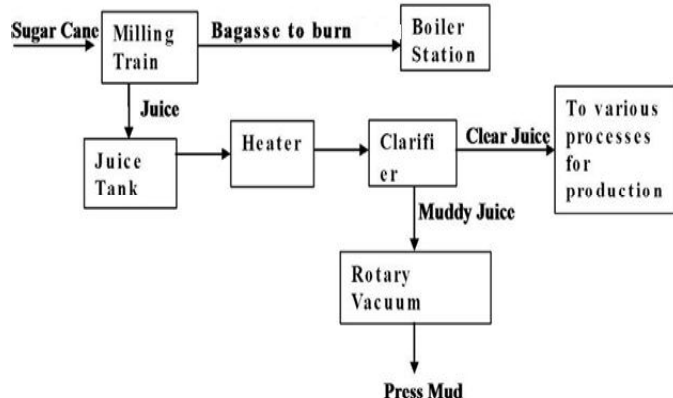 Sugar Cane
Milling
Train
Bagasse to burn
Boiler
Station
Juice
Juice
Tank
Heater
Clarifi
er
Clear Juice
To various
processes
for
production
Muddy Juice
Rotary
Vacuum
Press Mud